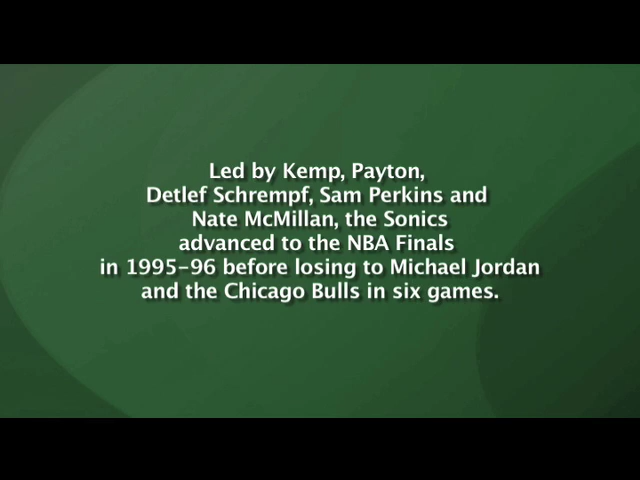 Led by Kemp, Payton,
Detlef Schrempf, Sam Perkins and
Nate McMillan, the Sonics
advanced to the NBA Finals
in 1995-96 before losing to Michael Jordan
and the Chicago Bulls in six games.